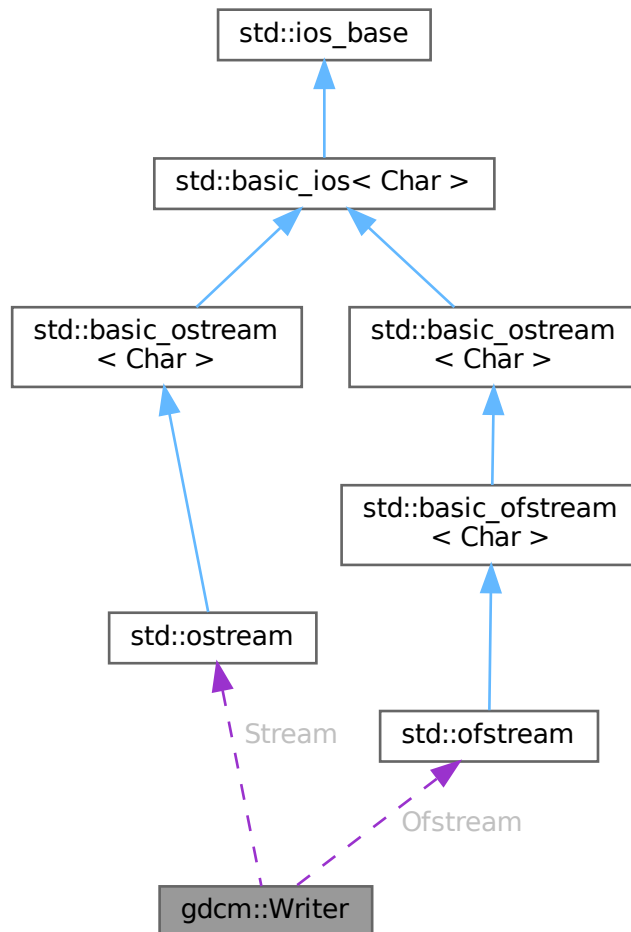 std::ios_base
std::basic_ios< Char >
std::basic_ostream
< Char >
std::basic_ostream
< Char >
std::basic_ofstream
< Char >
std::ostream
std::ofstream
Stream
Ofstream
gdcm::Writer